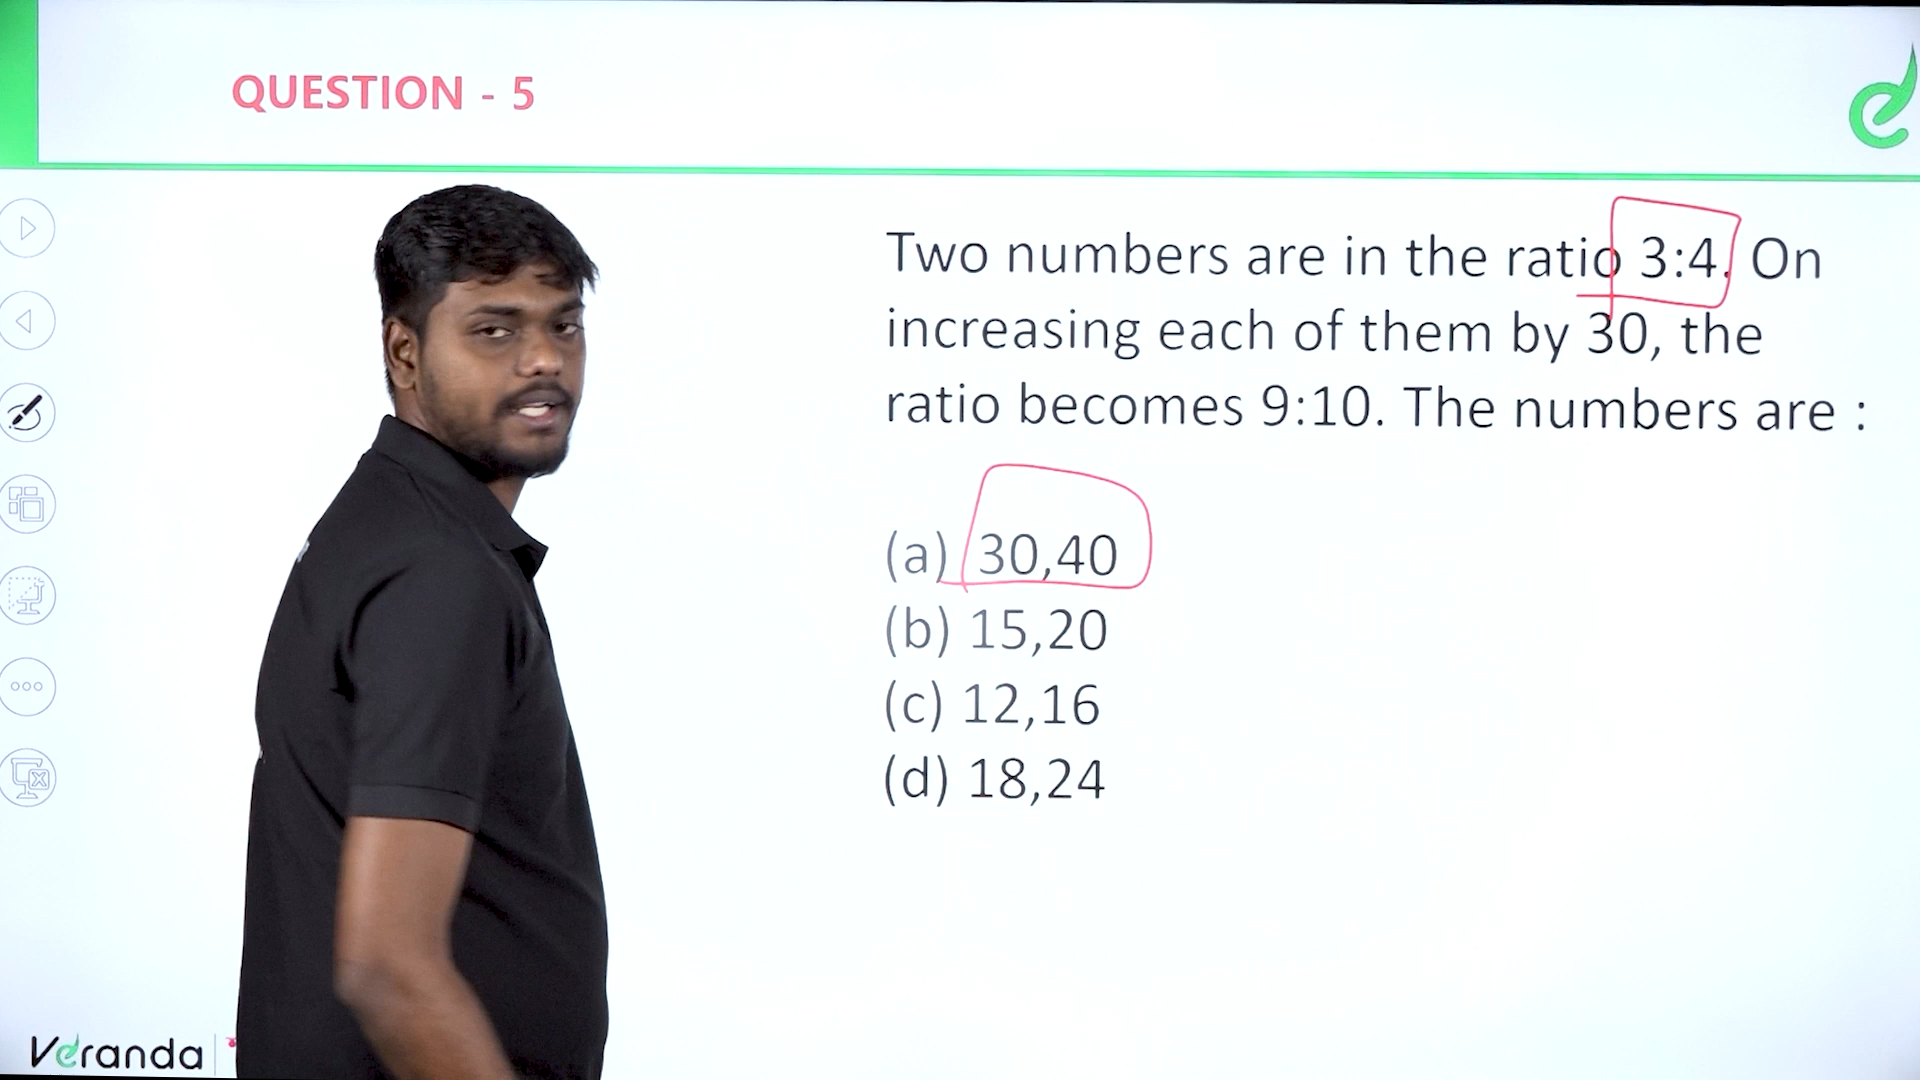 QUESTION - 5
Two numbers are in the ratio 3:4. On
increasing each of them by 30, the
ratio becomes 9:10. The numbers are :
(a) 30,40
(b) 15,20
(c) 12,16
(d) 18,24
Veranda